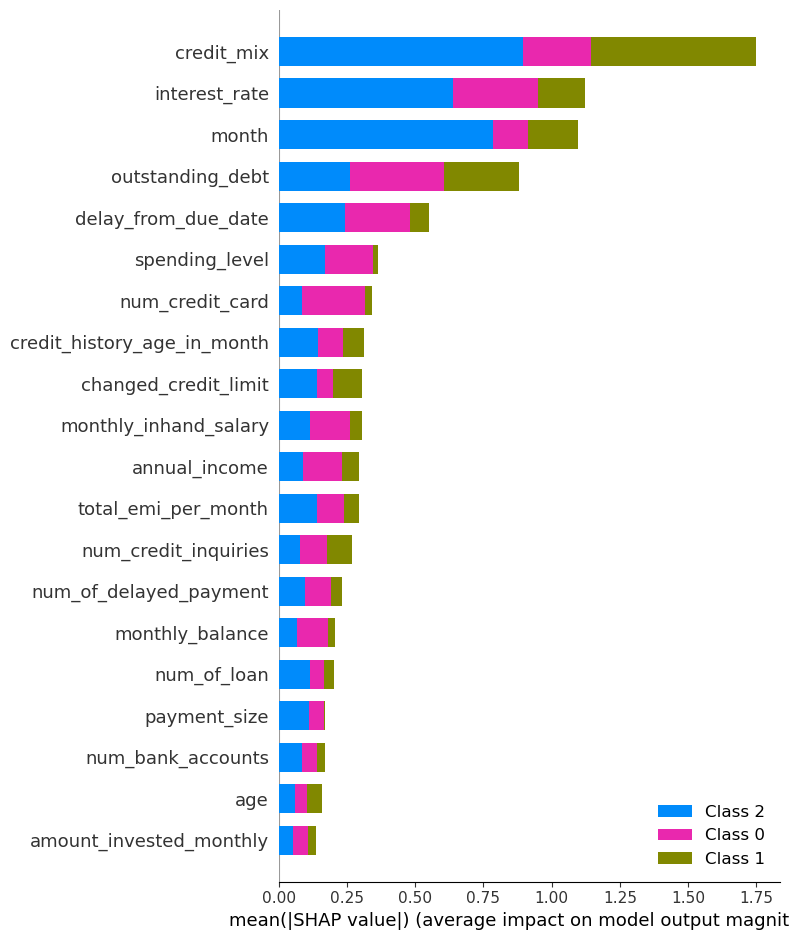 credit_mix
interest_rate
month
outstanding_debt
delay_from_due_date
spending_level
num_credit_card
credit_history_age_in_month
changed_credit_limit
monthly_inhand_salary
annual_income
total_emi_per_month
num_credit_inquiries
num_of_delayed_payment
monthly_balance
num_of_loan
payment_size
num_bank_accounts
age
amount_invested_monthly
Class 2
Class 0
Class 1
0.00 0.25 0.50 0.75 1.00 1.25 1.50 1.75
mean(|SHAP value|) (average impact on model output magnit